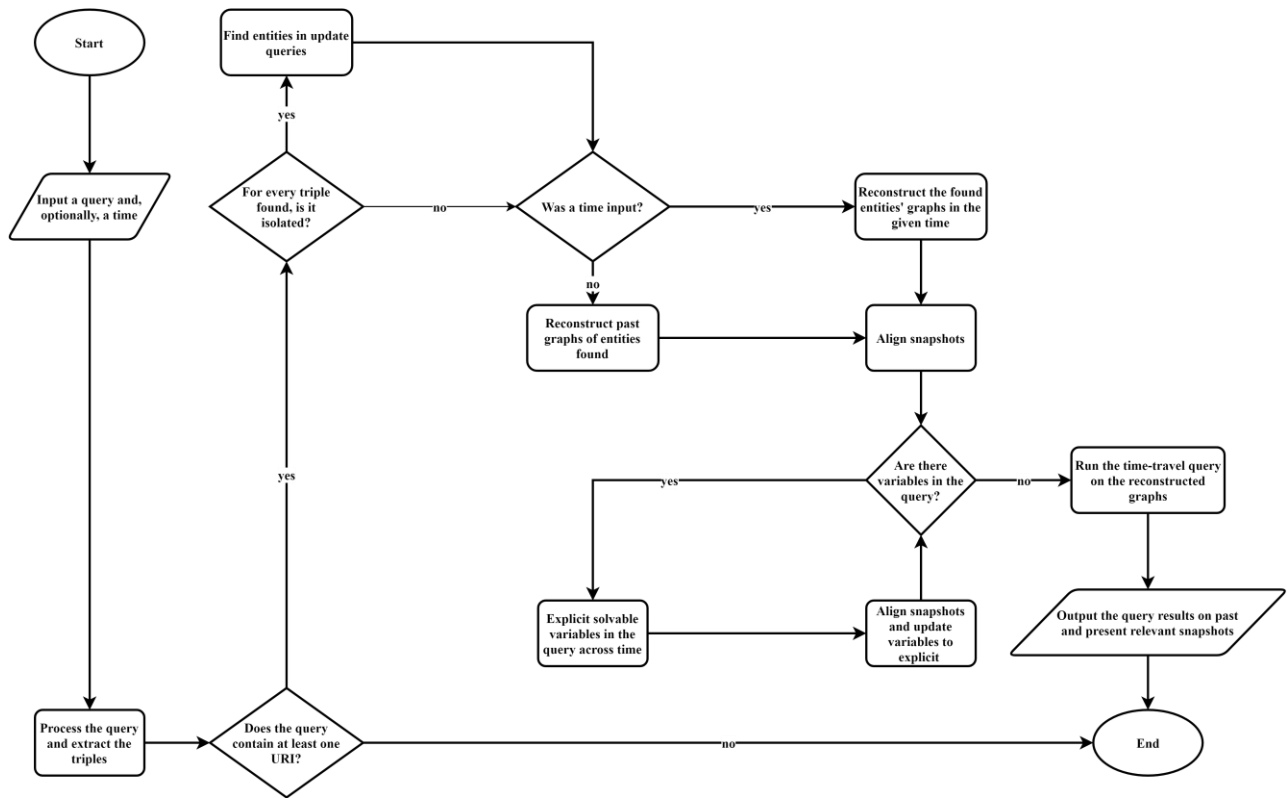 Start
Input a query and,
optionally, a time
Process the query
and extract the
triples
Does the query
contain at least one
URI?
yes
no
For every triple
found, is it
isolated?
yes
no
Find entities in update
queries
Was a time input?
yes
no
Reconstruct the found
entities' graphs in the
given time
Reconstruct past
graphs of entities
found
Align snapshots
Are there
variables in the
query?
yes
no
Explicit solvable
variables in the
query across time
Align snapshots
and update
variables to
explicit
Run the time-travel query
on the reconstructed
graphs
Output the query results on past
and present relevant snapshots
End